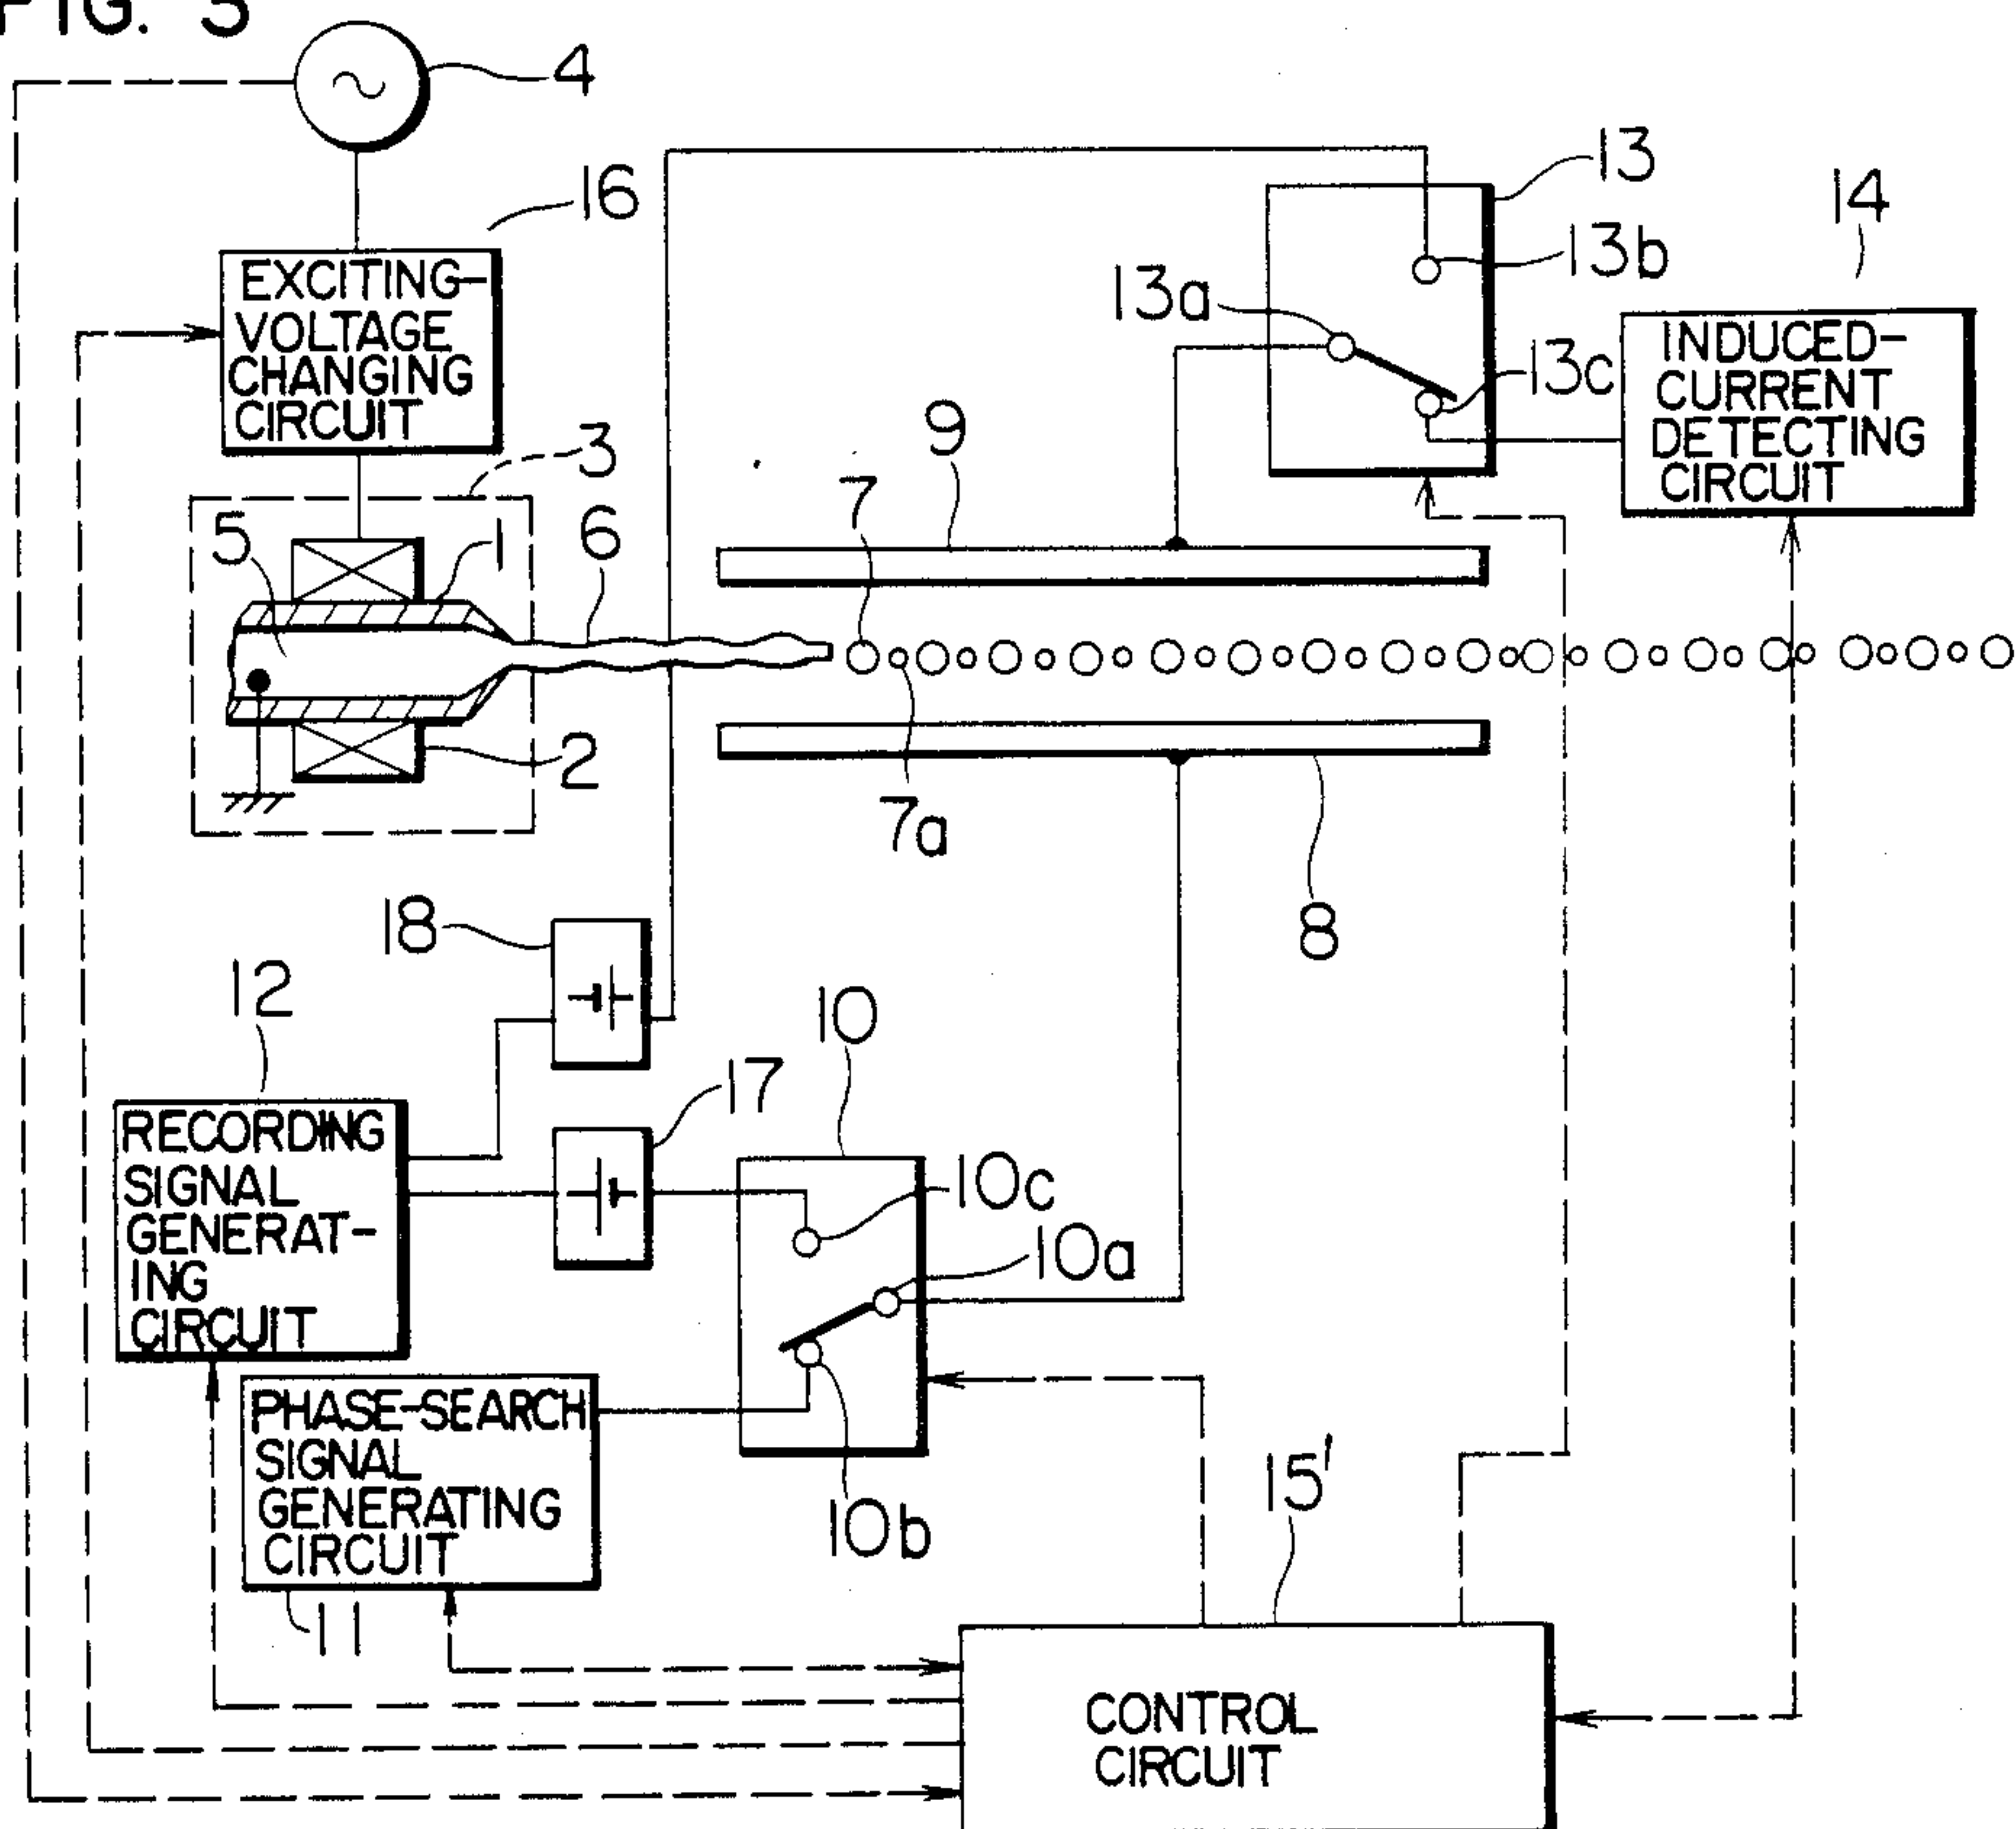 FIG. 3
4
16
EXCITING-
VOLTAGE
CHANGING
CIRCUIT
13
13b
13a
13c
14
INDUCED-
CURRENT
DETECTING
CIRCUIT
3
5
1
6
9
7
2
7a
8
18
12
RECORDING
SIGNAL
GENERAT-
ING
CIRCUIT
17
10
10c
10a
10b
PHASE-SEARCH
SIGNAL
GENERATING
CIRCUIT
11
15'
CONTROL
CIRCUIT